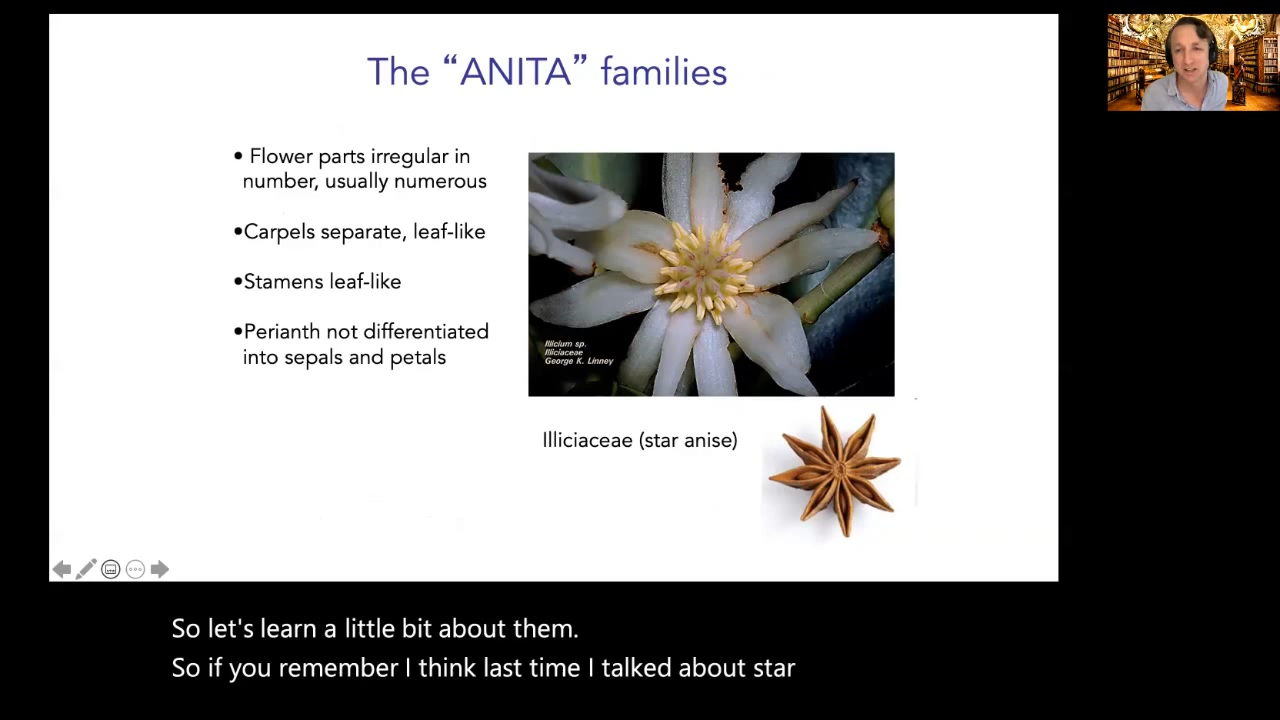 The “ANITA” families
• Flower parts irregular in
number, usually numerous
•Carpels separate, leaf-like
•Stamens leaf-like
•Perianth not differentiated
into sepals and petals
Illicium sp.
Illiciaceae
George K. Linney
Illiciaceae (star anise)
So let's learn a little bit about them.
So if you remember I think last time I talked about star